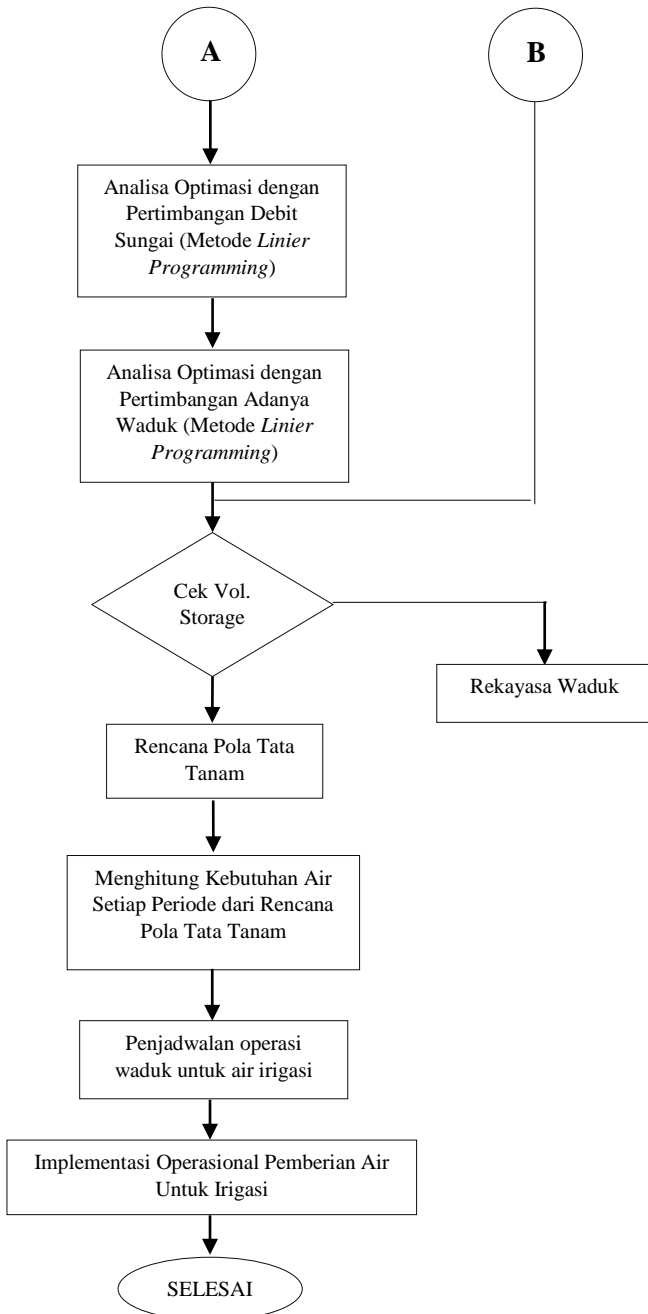 A
B
Analisa Optimasi dengan
Pertimbangan Debit
Sungai (Metode Linier
Programming)
Analisa Optimasi dengan
Pertimbangan Adanya
Waduk (Metode Linier
Programming)
Cek Vol.
Storage
Rekayasa Waduk
Rencana Pola Tata
Tanam
Menghitung Kebutuhan Air
Setiap Periode dari Rencana
Pola Tata Tanam
Penjadwalan operasi
waduk untuk air irigasi
Implementasi Operasional Pemberian Air
Untuk Irigasi
SELESAI